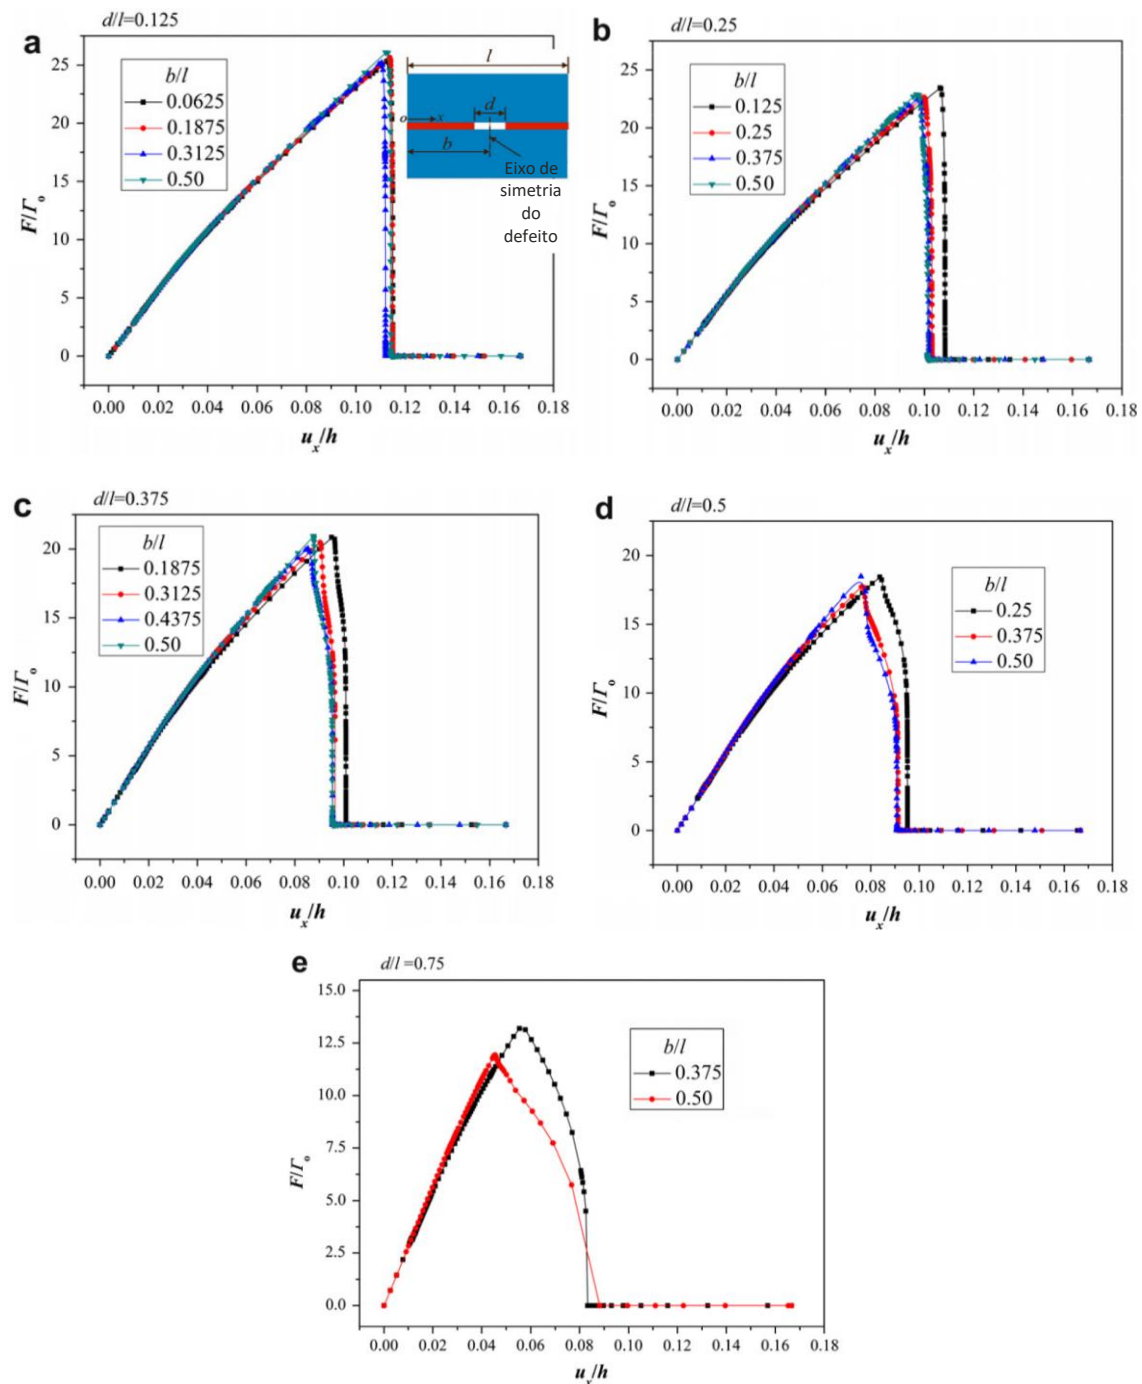 a
d/l=0.125
b/l
0.0625
0.1875
0.3125
0.50
l
d
o x
b
Eixo de
simetria
do
defeito
F/Γₒ
25
20
15
10
5
0
0.00 0.02 0.04 0.06 0.08 0.10 0.12 0.14 0.16 0.18
uₓ/h
b
d/l=0.25
b/l
0.125
0.25
0.375
0.50
F/Γₒ
25
20
15
10
5
0
0.00 0.02 0.04 0.06 0.08 0.10 0.12 0.14 0.16 0.18
uₓ/h
c
d/l=0.375
b/l
0.1875
0.3125
0.4375
0.50
F/Γₒ
20
15
10
5
0
0.00 0.02 0.04 0.06 0.08 0.10 0.12 0.14 0.16 0.18
uₓ/h
d
d/l=0.5
b/l
0.25
0.375
0.50
F/Γₒ
20
15
10
5
0
0.00 0.02 0.04 0.06 0.08 0.10 0.12 0.14 0.16 0.18
uₓ/h
e
d/l =0.75
b/l
0.375
0.50
F/Γₒ
15.0
12.5
10.0
7.5
5.0
2.5
0.0
0.00 0.02 0.04 0.06 0.08 0.10 0.12 0.14 0.16 0.18
uₓ/h